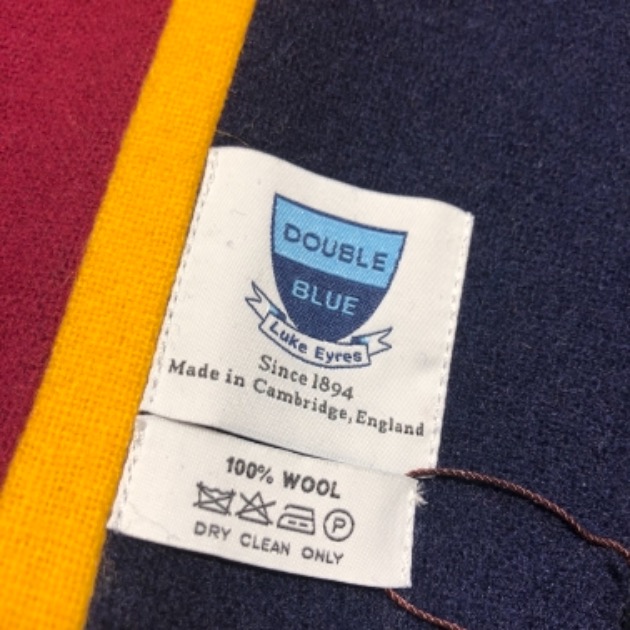 DOUBLE
BLUE
Luke Eyres
Since 1894
Made in Cambridge, England
100% WOOL
P
DRY CLEAN ONLY